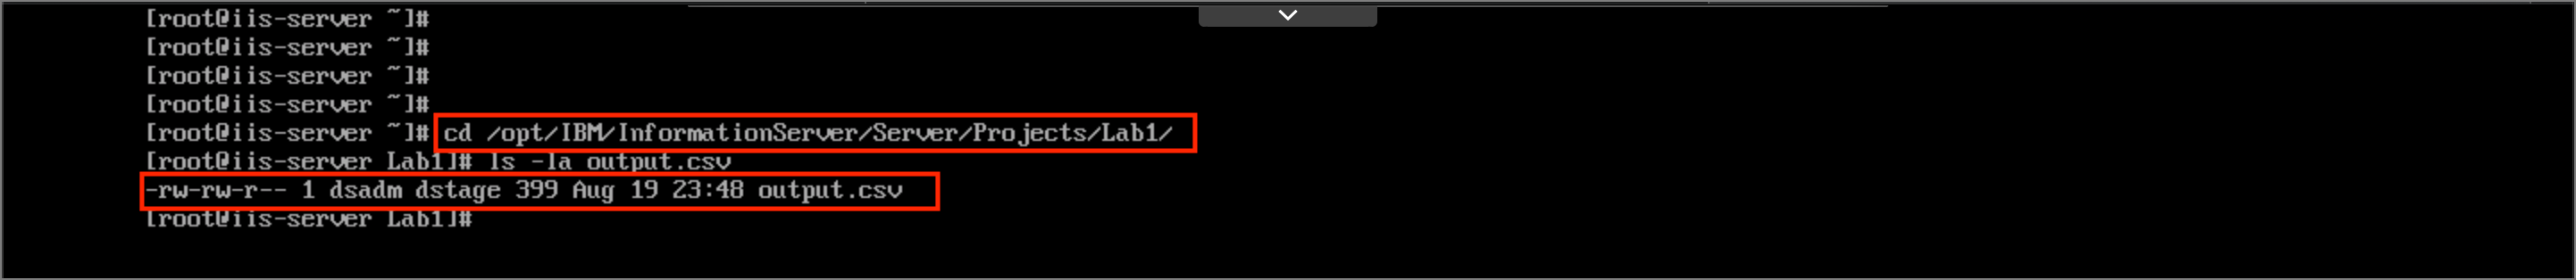 [root@iis-server ~]#
[root@iis-server ~]#
[root@iis-server ~]#
[root@iis-server ~]#
[root@iis-server ~]# cd /opt/IBM/InformationServer/Server/Projects/Lab1/
[root@iis-server Lab1]# ls -la output.csv
-rw-rw-r-- 1 dsadm dstage 399 Aug 19 23:48 output.csv
[root@iis-server Lab1]#